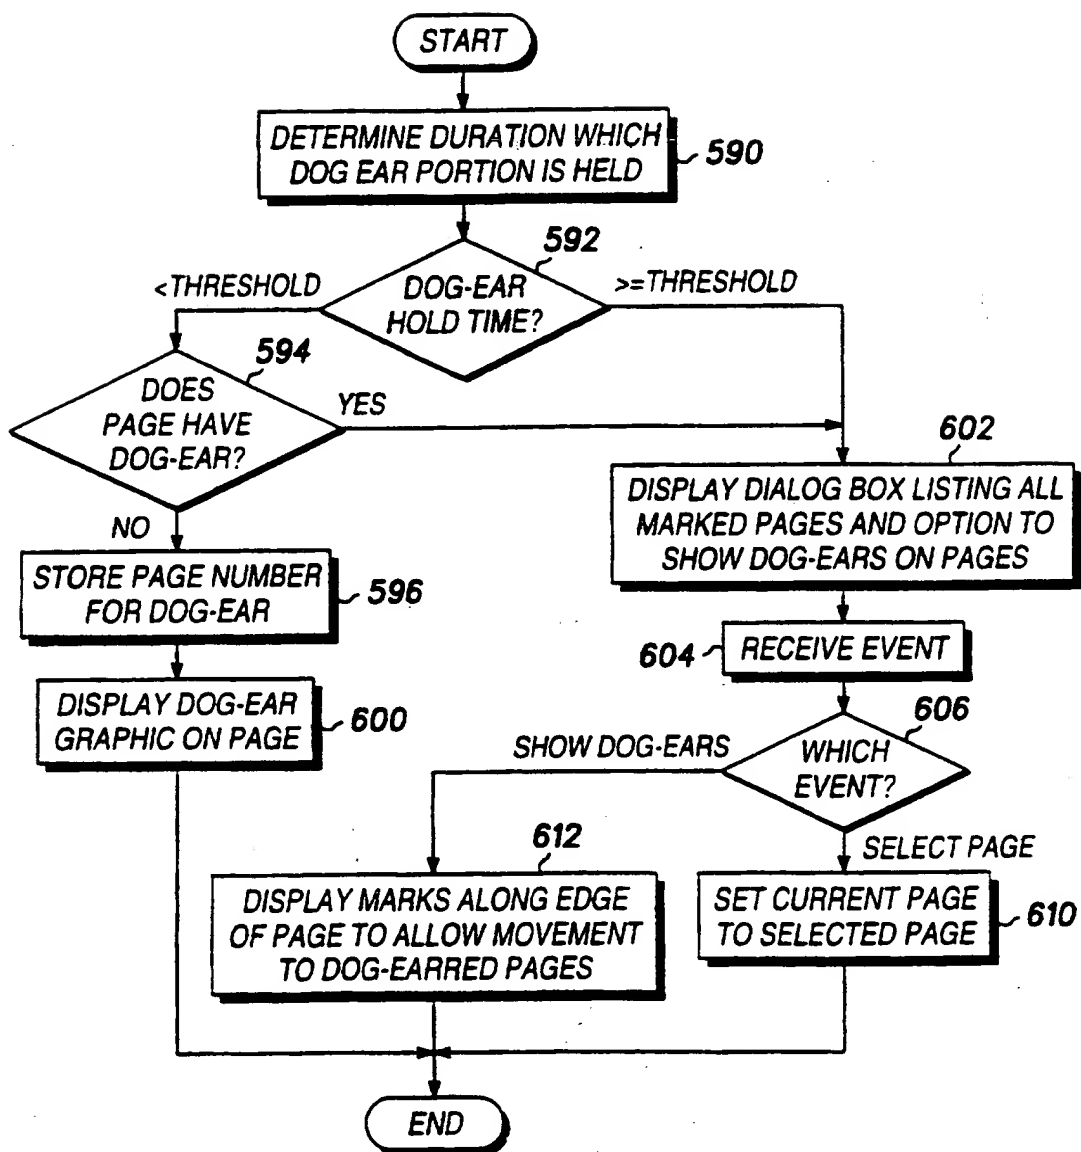 START
DETERMINE DURATION WHICH
DOG EAR PORTION IS HELD
590
592
<THRESHOLD
DOG-EAR
HOLD TIME?
>=THRESHOLD
594
DOES
PAGE HAVE
DOG-EAR?
YES
NO
602
DISPLAY DIALOG BOX LISTING ALL
MARKED PAGES AND OPTION TO
SHOW DOG-EARS ON PAGES
STORE PAGE NUMBER
FOR DOG-EAR
596
604
RECEIVE EVENT
DISPLAY DOG-EAR
GRAPHIC ON PAGE
600
606
SHOW DOG-EARS
WHICH
EVENT?
SELECT PAGE
612
DISPLAY MARKS ALONG EDGE
OF PAGE TO ALLOW MOVEMENT
TO DOG-EARRED PAGES
SET CURRENT PAGE
TO SELECTED PAGE
610
END